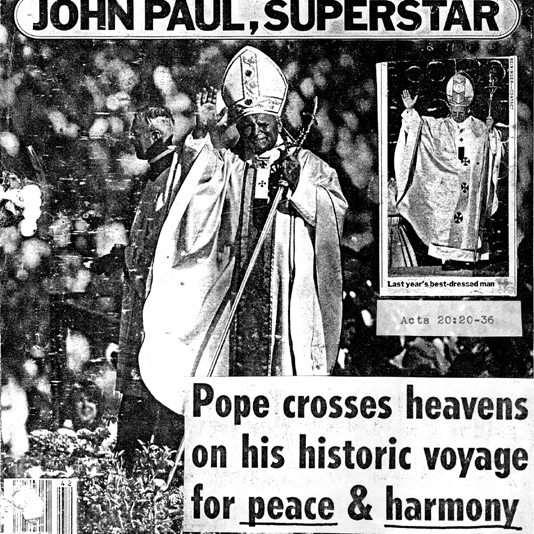 JOHN PAUL, SUPERSTAR
Last year's best-dressed man
Acts 20:20-36
Pope crosses heavens
on his historic voyage
for peace & harmony
42